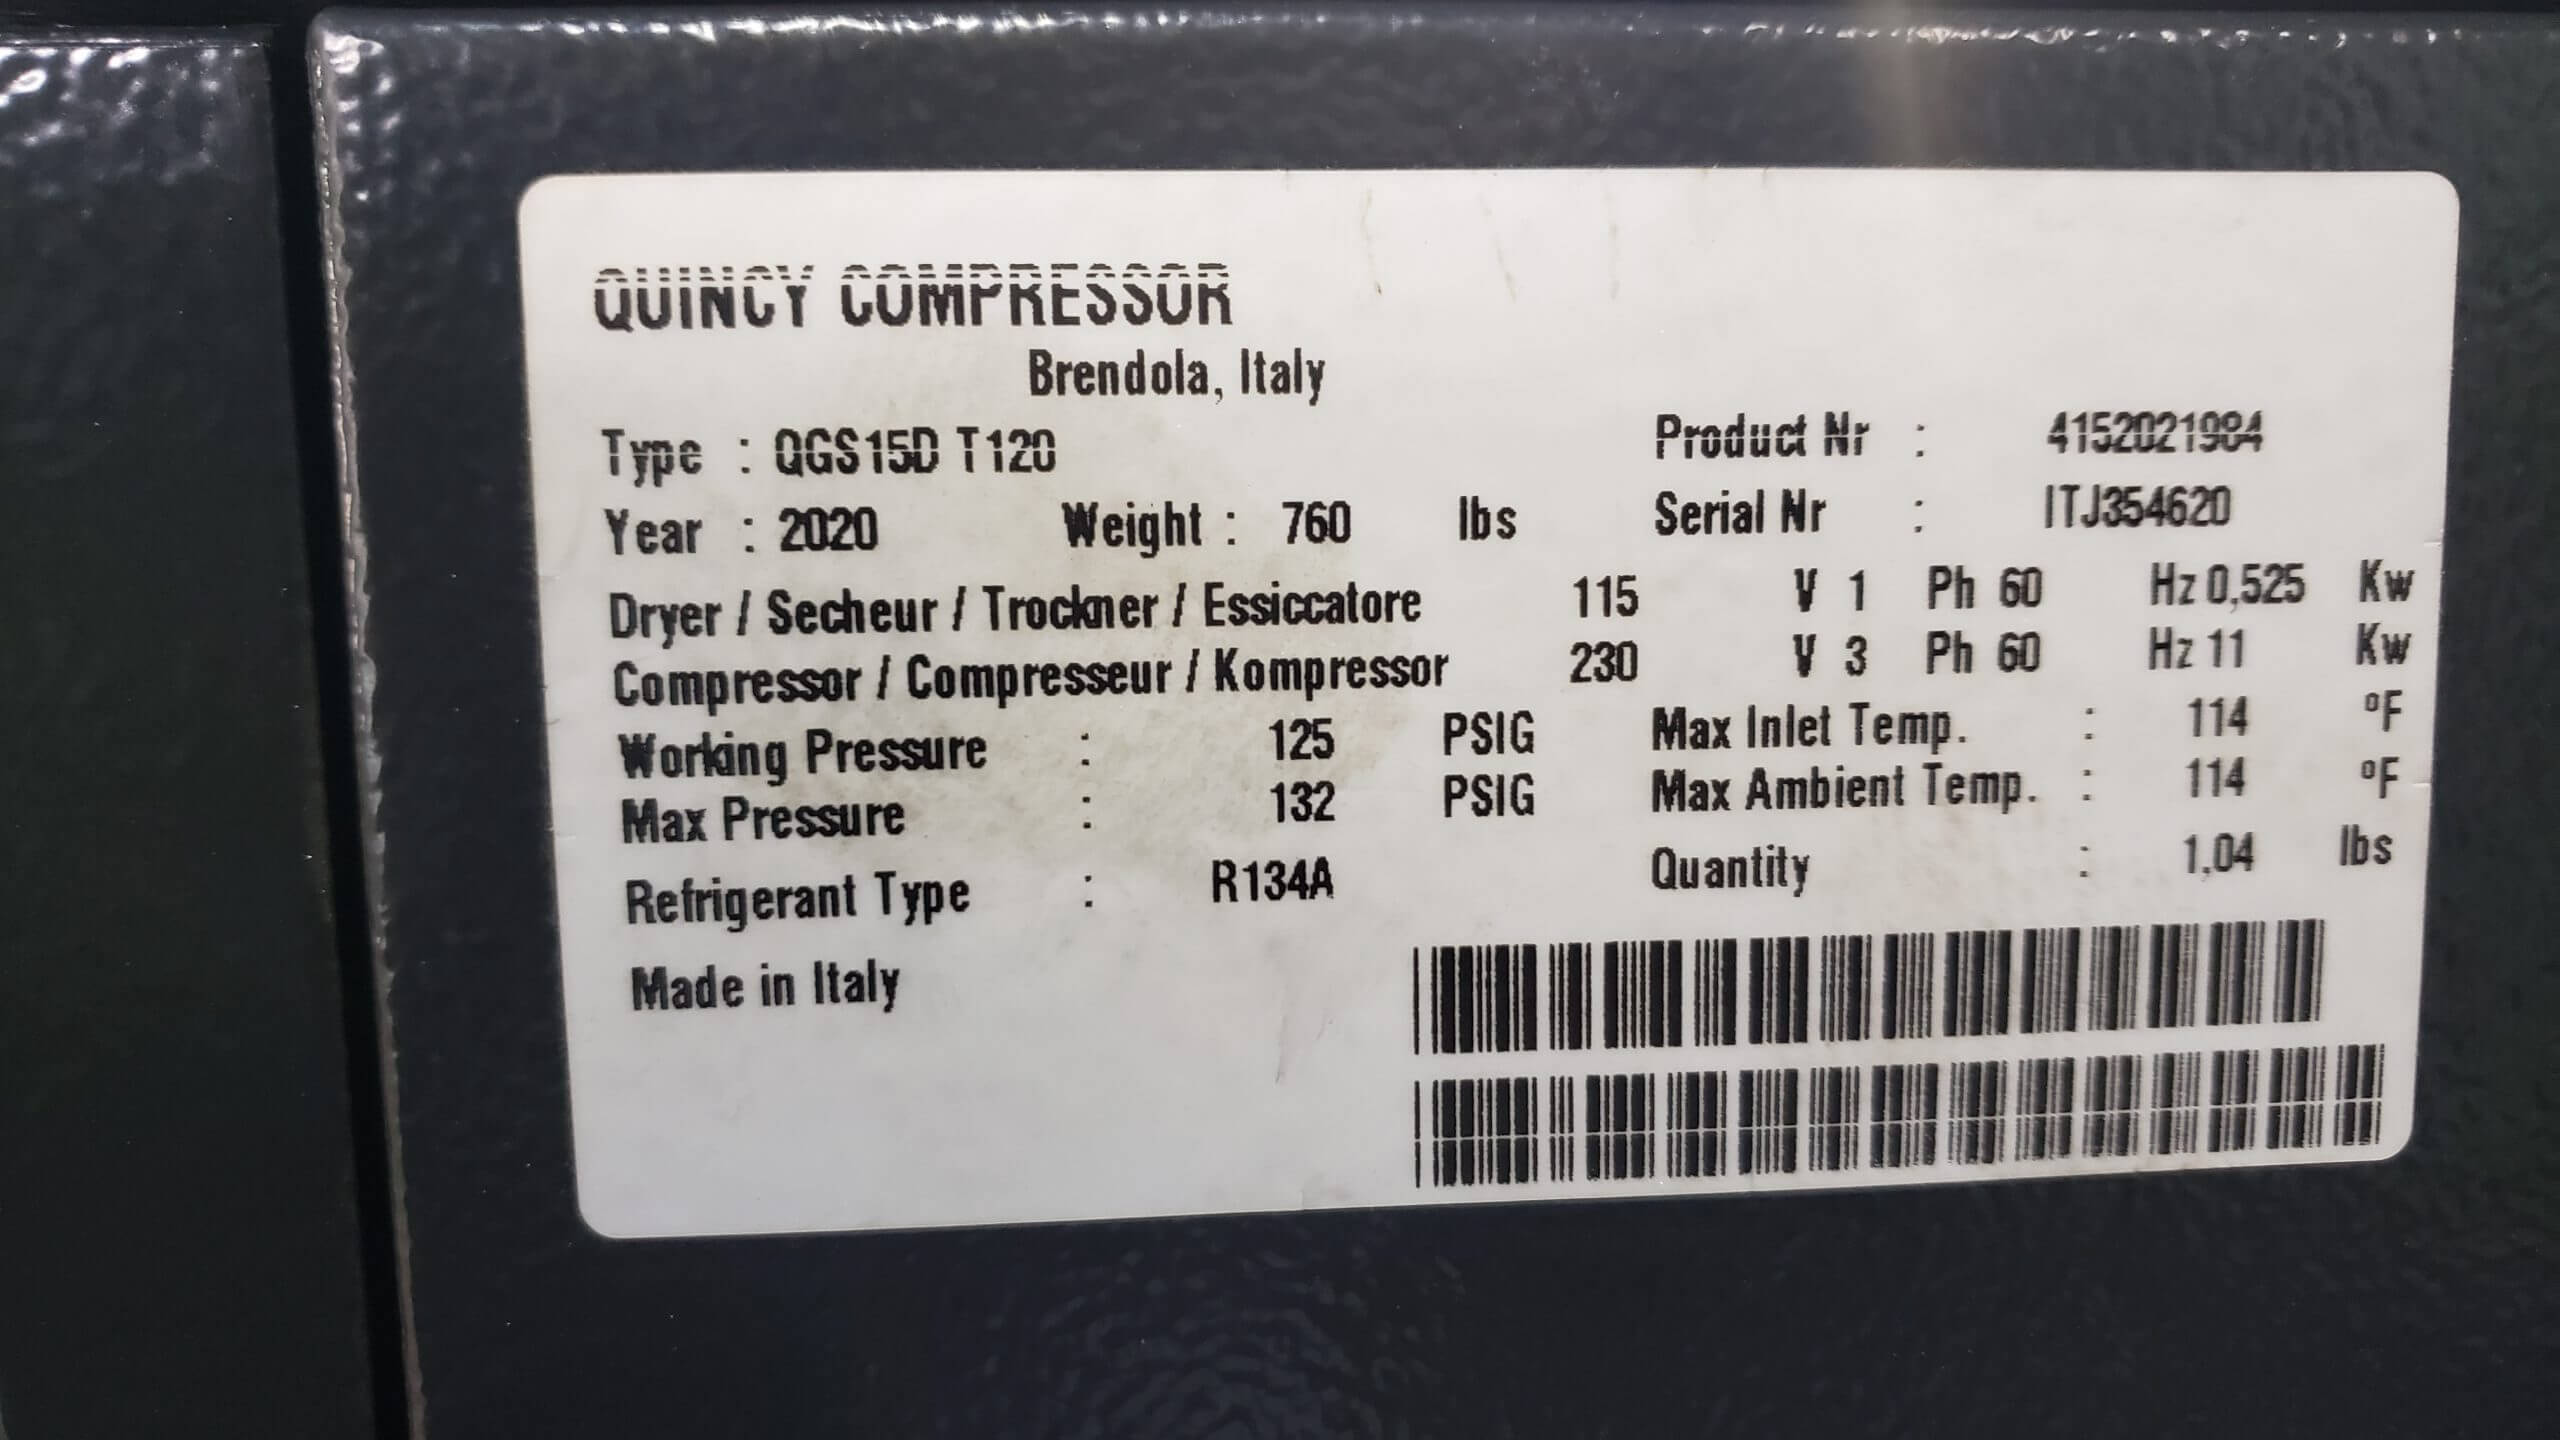 QUINCY COMPRESSOR
Brendola, Italy
Type : QGS15D T120 Product Nr : 4152021984
Year : 2020 Weight : 760 lbs Serial Nr : ITJ354620
Dryer / Secheur / Trockner / Essiccatore 115 V 1 Ph 60 Hz 0,525 Kw
Compressor / Compresseur / Kompressor 230 V 3 Ph 60 Hz 11 Kw
Working Pressure : 125 PSIG Max Inlet Temp. : 114 °F
Max Pressure : 132 PSIG Max Ambient Temp. : 114 °F
Refrigerant Type : R134A Quantity : 1,04 lbs
Made in Italy